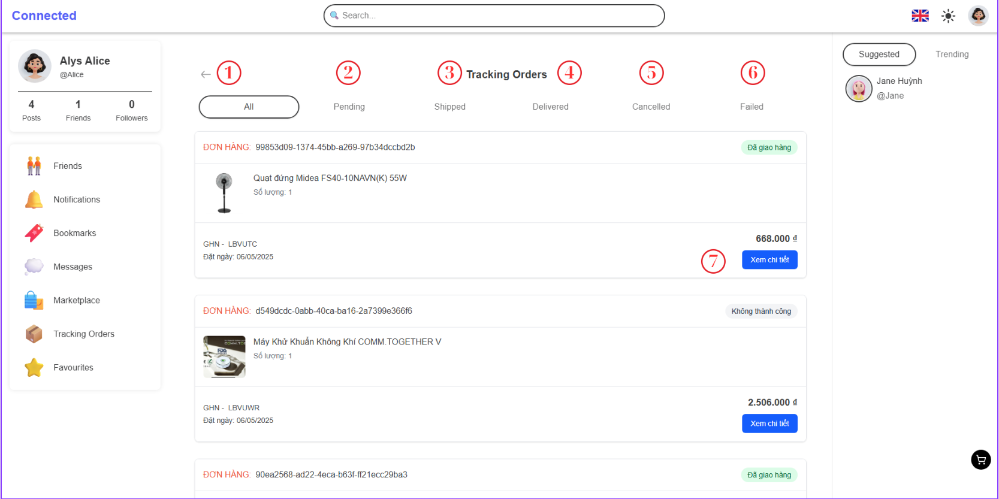 Connected
Search...
Alys Alice
@Alice
4 1 0
Posts Friends Followers
Friends
Notifications
Bookmarks
Messages
Marketplace
Tracking Orders
Favourites
1 2 3 Tracking Orders 4 5 6
All Pending Shipped Delivered Cancelled Failed
ĐƠN HÀNG: 99853d09-1374-45bb-a269-97b34dccbd2b Đã giao hàng
Quạt đứng Midea FS40-10NAVN(K) 55W
Số lượng: 1
668.000 ₫
GHN - LBVUTC
Đặt ngày: 06/05/2025
7 Xem chi tiết
ĐƠN HÀNG: d549dcdc-0abb-40ca-ba16-2a7399e366f6 Không thành công
Máy Khử Khuẩn Không Khí COMM.TOGETHER V
Số lượng: 1
COMM.TOG
FDA
2.506.000 ₫
GHN - LBVUWR
Đặt ngày: 06/05/2025
Xem chi tiết
ĐƠN HÀNG: 90ea2568-ad22-4eca-b63f-ff21ecc29ba3 Đã giao hàng
Suggested Trending
Jane Huỳnh
@Jane